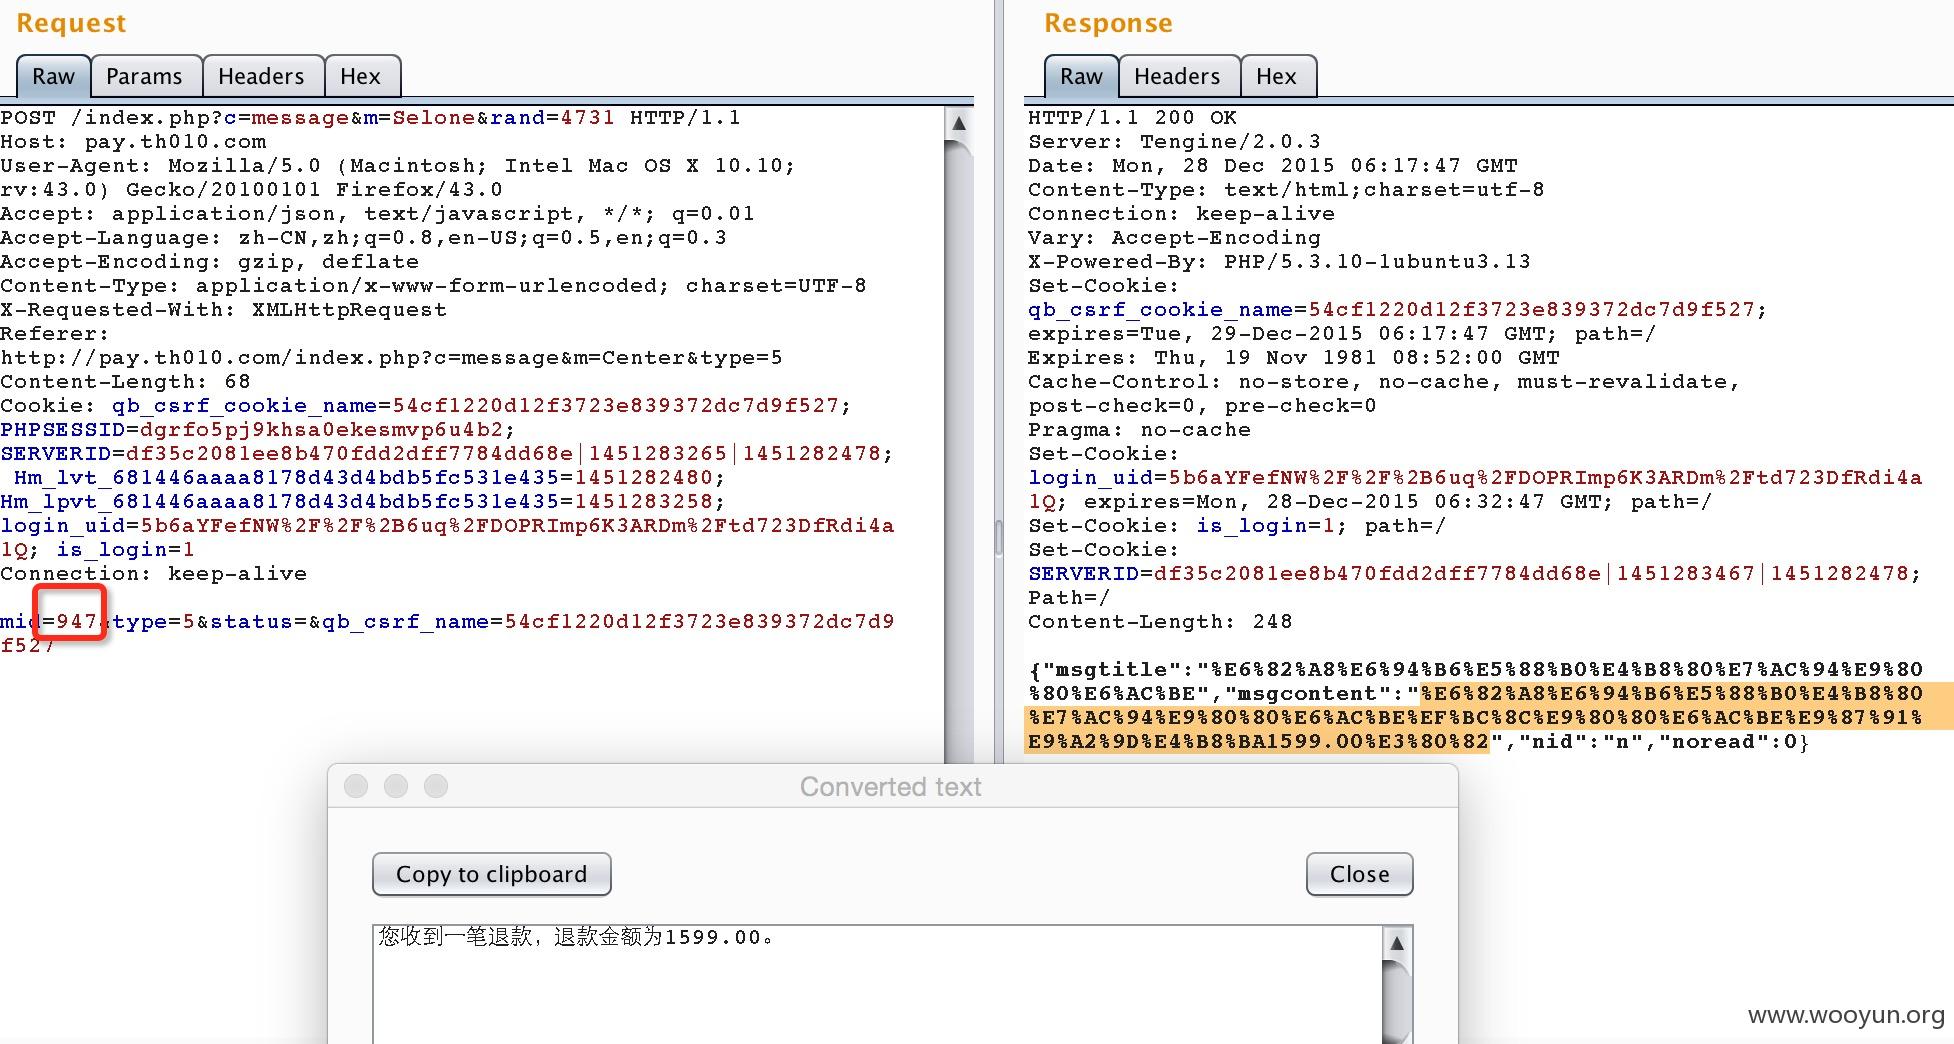 Request
Raw Params Headers Hex
POST /index.php?c=message&m=Selone&rand=4731 HTTP/1.1
Host: pay.th010.com
User-Agent: Mozilla/5.0 (Macintosh; Intel Mac OS X 10.10;
rv:43.0) Gecko/20100101 Firefox/43.0
Accept: application/json, text/javascript, */*; q=0.01
Accept-Language: zh-CN,zh;q=0.8,en-US;q=0.5,en;q=0.3
Accept-Encoding: gzip, deflate
Content-Type: application/x-www-form-urlencoded; charset=UTF-8
X-Requested-With: XMLHttpRequest
Referer:
http://pay.th010.com/index.php?c=message&m=Center&type=5
Content-Length: 68
Cookie: qb_csrf_cookie_name=54cf1220d12f3723e839372dc7d9f527;
PHPSESSID=dgrfo5pj9khsa0ekesmvp6u4b2;
SERVERID=df35c2081ee8b470fdd2dff7784dd68e|1451283265|1451282478;
Hm_lvt_681446aaaa8178d43d4bdb5fc531e435=1451282480;
Hm_lpvt_681446aaaa8178d43d4bdb5fc531e435=1451283258;
login_uid=5b6aYFefNW%2F%2F%2B6uq%2FDOPRImp6K3ARDm%2Ftd723DfRdi4a
1Q; is_login=1
Connection: keep-alive
mid=947&type=5&status=&qb_csrf_name=54cf1220d12f3723e839372dc7d9
f527
Response
Raw Headers Hex
HTTP/1.1 200 OK
Server: Tengine/2.0.3
Date: Mon, 28 Dec 2015 06:17:47 GMT
Content-Type: text/html;charset=utf-8
Connection: keep-alive
Vary: Accept-Encoding
X-Powered-By: PHP/5.3.10-1ubuntu3.13
Set-Cookie:
qb_csrf_cookie_name=54cf1220d12f3723e839372dc7d9f527;
expires=Tue, 29-Dec-2015 06:17:47 GMT; path=/
Expires: Thu, 19 Nov 1981 08:52:00 GMT
Cache-Control: no-store, no-cache, must-revalidate,
post-check=0, pre-check=0
Pragma: no-cache
Set-Cookie:
login_uid=5b6aYFefNW%2F%2F%2B6uq%2FDOPRImp6K3ARDm%2Ftd723DfRdi4a
1Q; expires=Mon, 28-Dec-2015 06:32:47 GMT; path=/
Set-Cookie: is_login=1; path=/
Set-Cookie:
SERVERID=df35c2081ee8b470fdd2dff7784dd68e|1451283467|1451282478;
Path=/
Content-Length: 248
{"msgtitle":"%E6%82%A8%E6%94%B6%E5%88%B0%E4%B8%80%E7%AC%94%E9%80
%80%E6%AC%BE","msgcontent":"%E6%82%A8%E6%94%B6%E5%88%B0%E4%B8%80
%E7%AC%94%E9%80%80%E6%AC%BE%EF%BC%8C%E9%80%80%E6%AC%BE%E9%87%91%
E9%A2%9D%E4%B8%BA1599.00%E3%80%82","nid":"n","noread":0}
Converted text
Copy to clipboard Close
您收到一笔退款，退款金额为1599.00。
www.wooyun.org